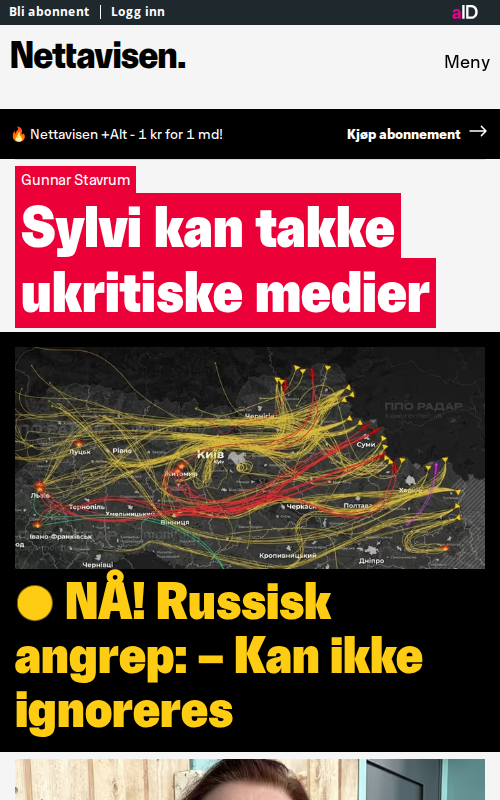 Bli abonnent | Logg inn
aID
Nettavisen.
Meny
Nettavisen +Alt - 1 kr for 1 md!
Kjøp abonnement
Gunnar Stavrum
Sylvi kan takke
ukritiske medier
ППО РАДАР
Чернігів
Суми
Луцьк
Рівне
Київ
Житомир
Львів
Тернопіль
Хмельницький
Черкаси
Полтава
Вінниця
Івано-Франківськ
Кропивницький
Дніпро
Чернівці
NÅ! Russisk
angrep: – Kan ikke
ignoreres